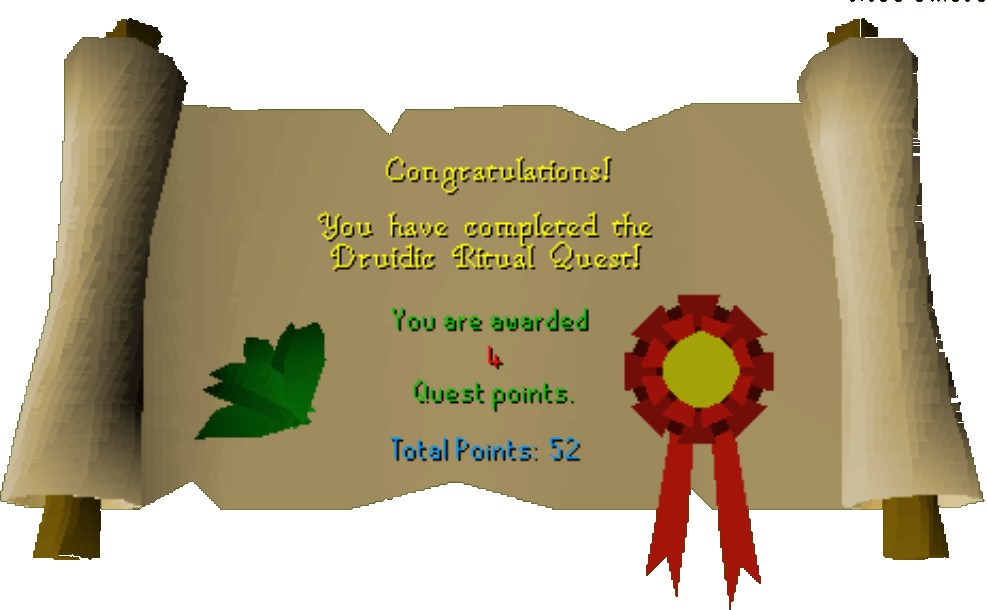 Congratulations!
You have completed the
Druidic Ritual Quest!
You are awarded
4
Quest points.
Total Points: 52